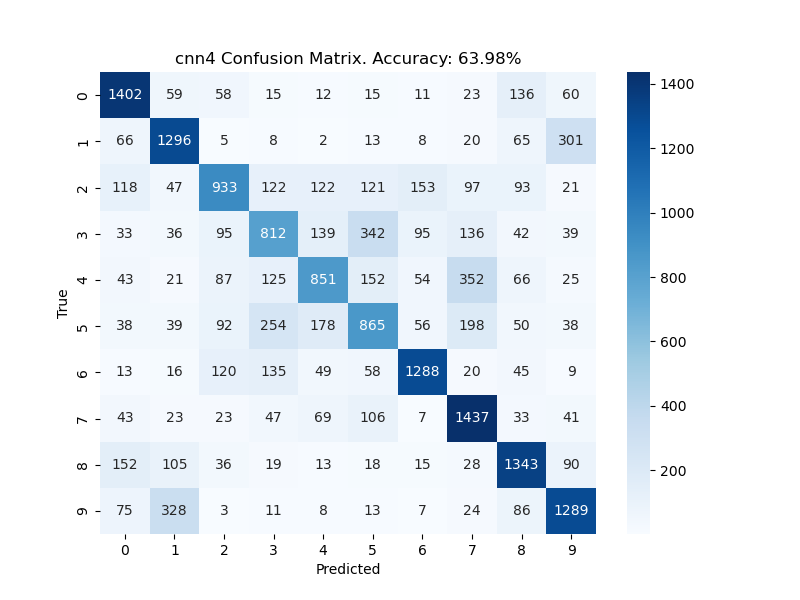 cnn4 Confusion Matrix. Accuracy: 63.98%
0 1402 59 58 15 12 15 11 23 136 60
1 66 1296 5 8 2 13 8 20 65 301
2 118 47 933 122 122 121 153 97 93 21
3 33 36 95 812 139 342 95 136 42 39
4 43 21 87 125 851 152 54 352 66 25
5 38 39 92 254 178 865 56 198 50 38
6 13 16 120 135 49 58 1288 20 45 9
7 43 23 23 47 69 106 7 1437 33 41
8 152 105 36 19 13 18 15 28 1343 90
9 75 328 3 11 8 13 7 24 86 1289
0 1 2 3 4 5 6 7 8 9
Predicted
True
1400
1200
1000
800
600
400
200